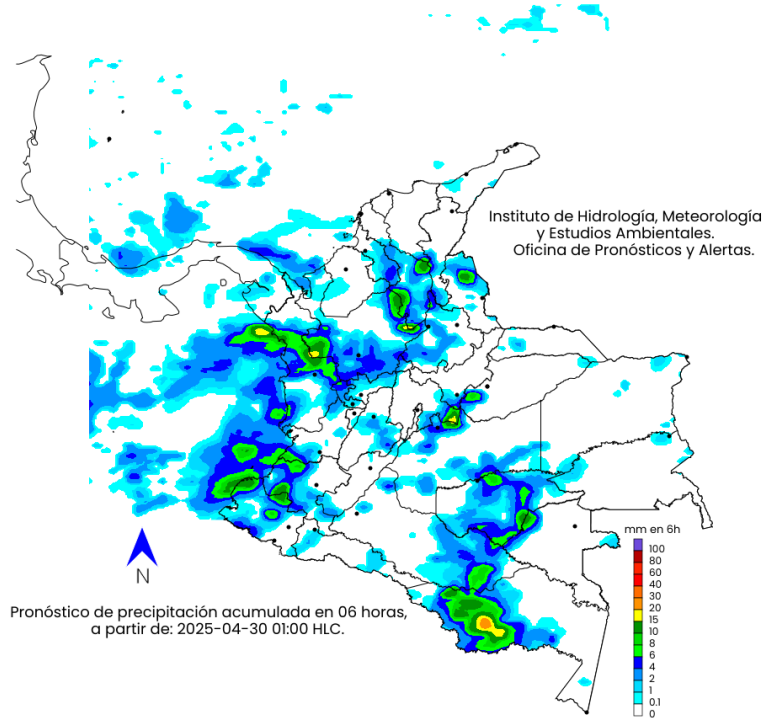 Instituto de Hidrología, Meteorología
y Estudios Ambientales.
Oficina de Pronósticos y Alertas.
mm en 6h
100
80
60
40
30
20
15
10
8
6
4
2
1
0.1
0
N
Pronóstico de precipitación acumulada en 06 horas,
a partir de: 2025-04-30 01:00 HLC.